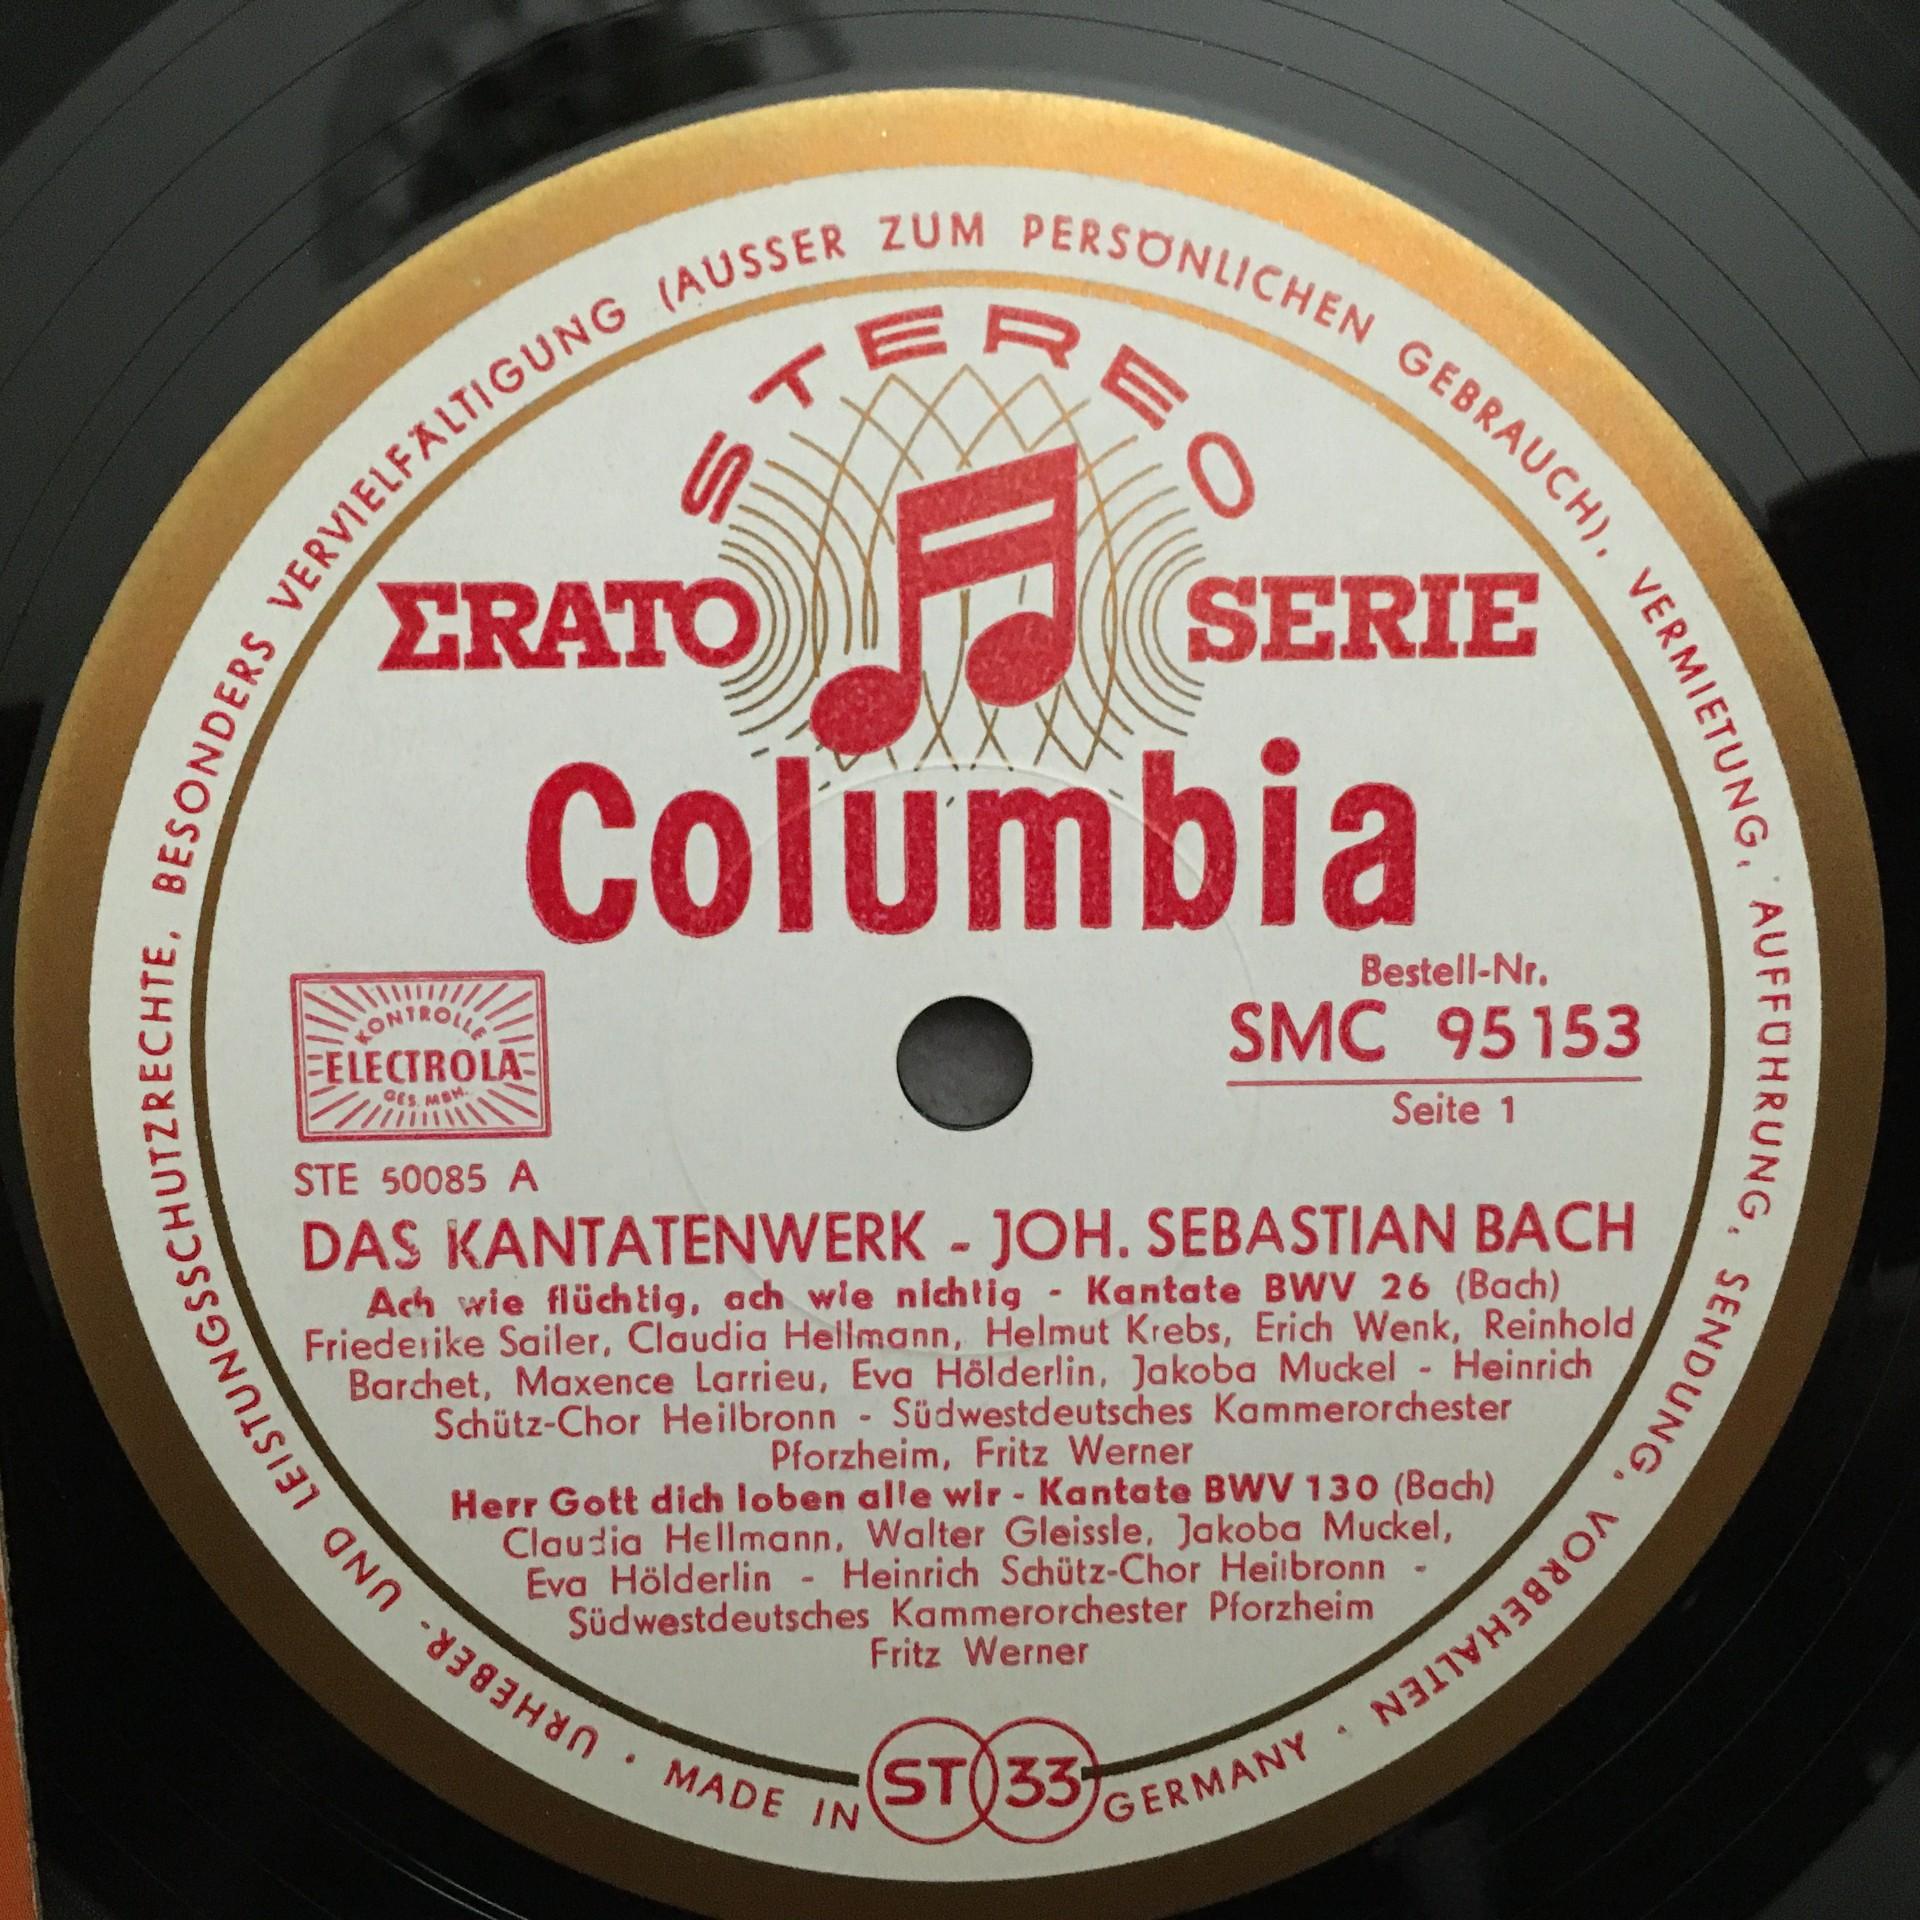 URHEBER- UND LEISTUNGSSCHUTZRECHTE, BESONDERS VERVIELFÄLTIGUNG (AUSSER ZUM PERSÖNLICHEN GEBRAUCH), VERMIETUNG, AUFFÜHRUNG, SENDUNG, VORBEHALTEN
STEREO
ΣRATO SERIE
Columbia
KONTROLLE
ELECTROLA
GES. MBH.
Bestell-Nr.
SMC 95153
Seite 1
STE 50085 A
DAS KANTATENWERK - JOH. SEBASTIAN BACH
Ach wie flüchtig, ach wie nichtig - Kantate BWV 26 (Bach)
Friederike Sailer, Claudia Hellmann, Helmut Krebs, Erich Wenk, Reinhold
Barchet, Maxence Larrieu, Eva Hölderlin, Jakoba Muckel - Heinrich
Schütz-Chor Heilbronn - Südwestdeutsches Kammerorchester
Pforzheim, Fritz Werner
Herr Gott dich loben alle wir - Kantate BWV 130 (Bach)
Claudia Hellmann, Walter Gleissle, Jakoba Muckel,
Eva Hölderlin - Heinrich Schütz-Chor Heilbronn -
Südwestdeutsches Kammerorchester Pforzheim
Fritz Werner
ST 33
· MADE IN GERMANY ·